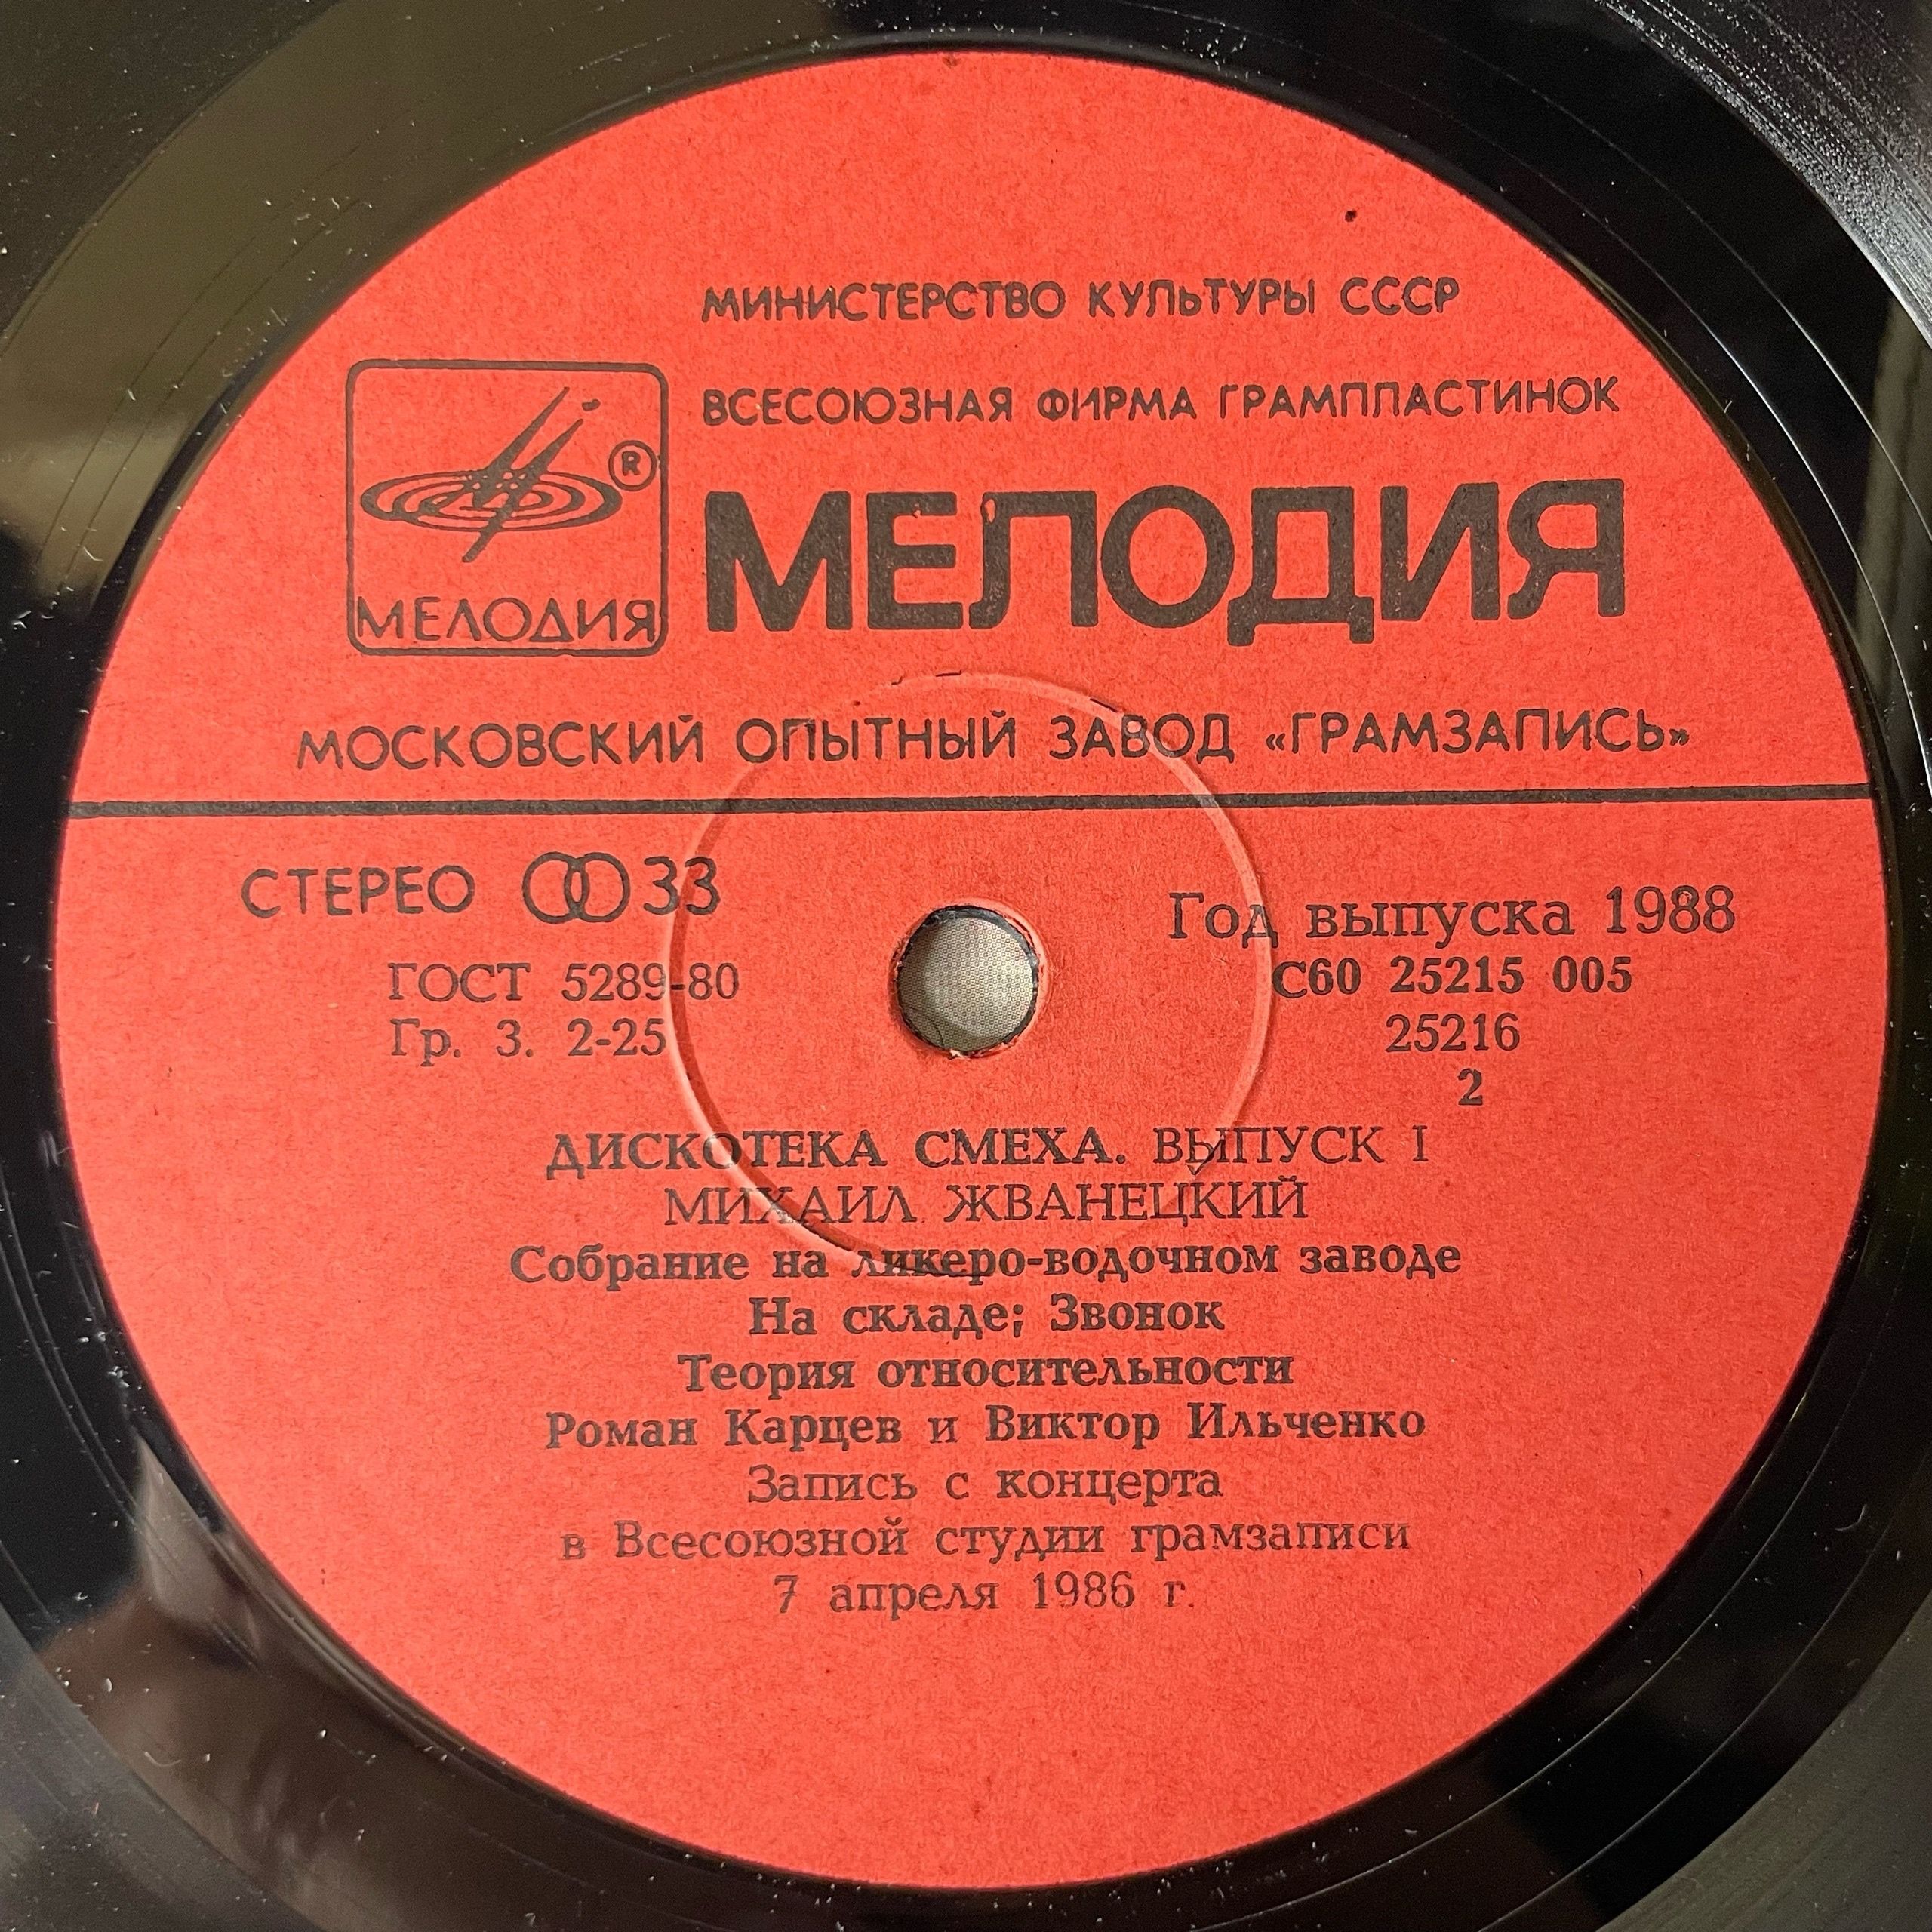 МИНИСТЕРСТВО КУЛЬТУРЫ СССР
ВСЕСОЮЗНАЯ ФИРМА ГРАМПЛАСТИНОК
®
МЕЛОДИЯ
МЕЛОДИЯ
МОСКОВСКИЙ ОПЫТНЫЙ ЗАВОД «ГРАМЗАПИСЬ»
СТЕРЕО 33
Год выпуска 1988
ГОСТ 5289-80
С60 25215 005
Гр. 3. 2-25
25216
2
ДИСКОТЕКА СМЕХА. ВЫПУСК I
МИХАИЛ ЖВАНЕЦКИЙ
Собрание на ликеро-водочном заводе
На складе; Звонок
Теория относительности
Роман Карцев и Виктор Ильченко
Запись с концерта
в Всесоюзной студии грамзаписи
7 апреля 1986 г.